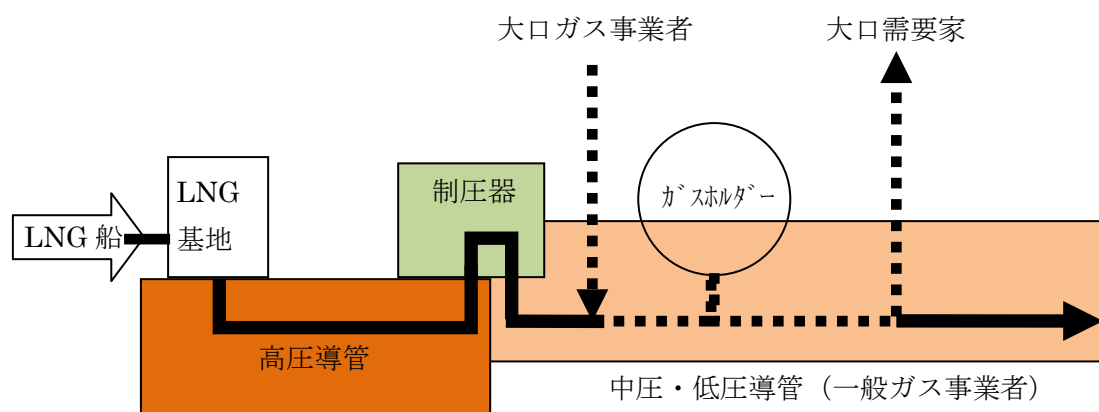 大口ガス事業者
大口需要家
LNG
基地
制圧器
ガスホルダー
LNG 船
高圧導管
中圧・低圧導管（一般ガス事業者）